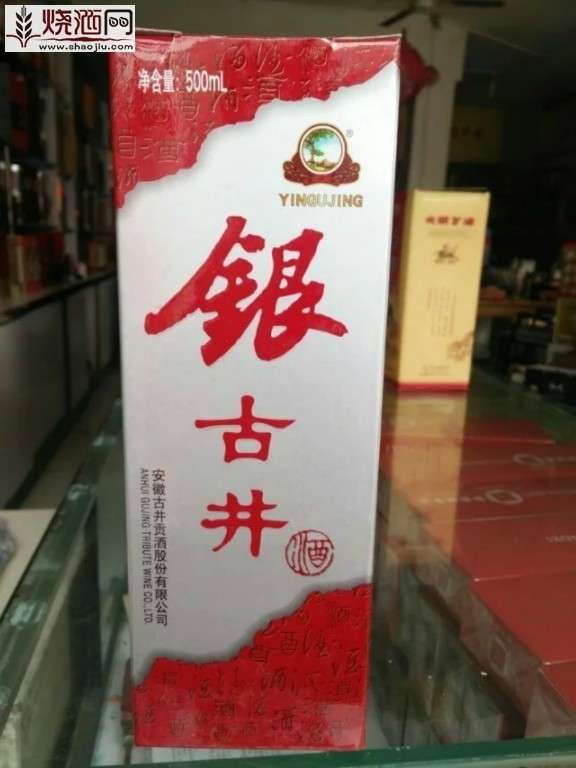 烧酒网
www.shaojiu.com
净含量: 500mL
YINGUJING
银
古
井
酒
安徽古井贡酒股份有限公司
ANHUI GUJING TRIBUTE WINE CO.,LTD.